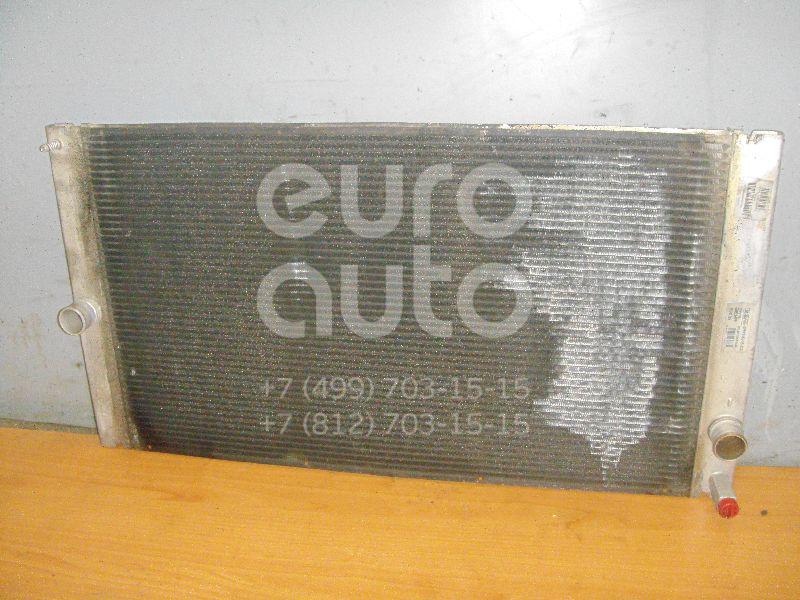 euro
auto
+7 (499) 703-15-15
+7 (812) 703-15-15